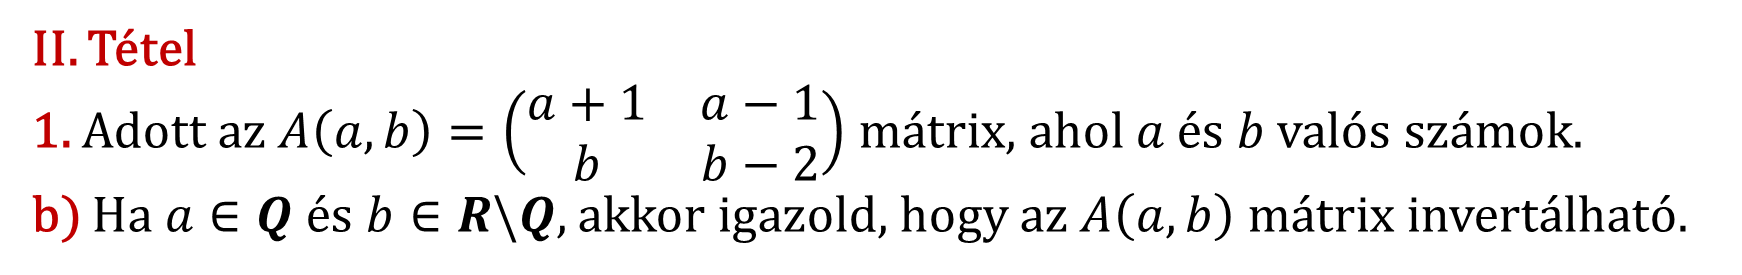 II. Tétel
1. Adott az A(a, b) = (a + 1 a − 1
b b − 2) mátrix, ahol a és b valós számok.
b) Ha a ∈ Q és b ∈ R\Q, akkor igazold, hogy az A(a, b) mátrix invertálható.